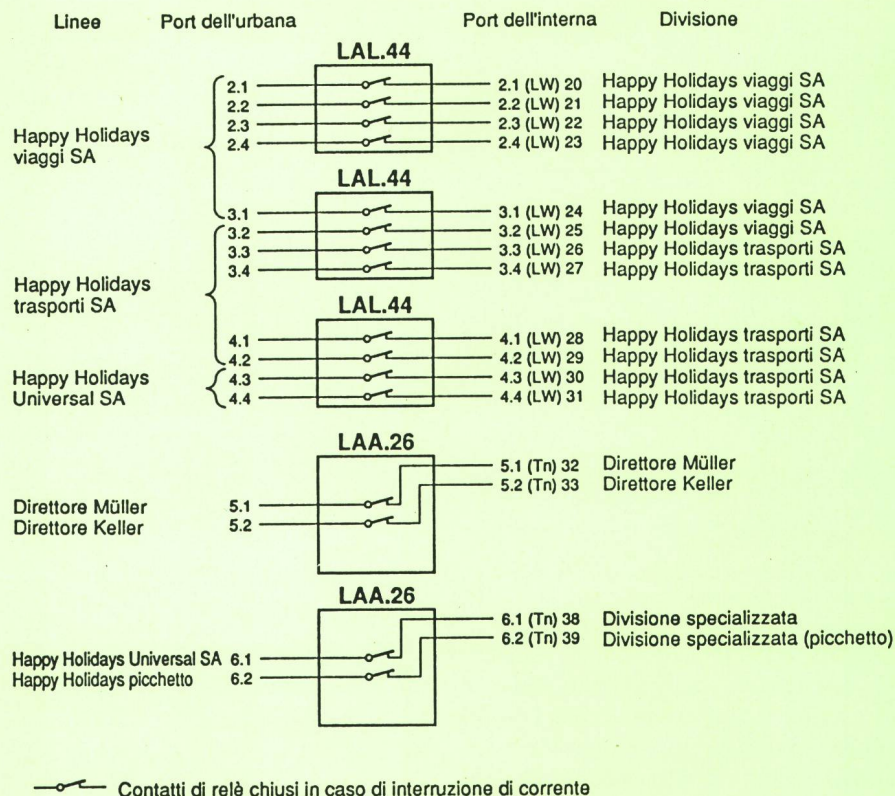 Linee Port dell'urbana Port dell'interna Divisione
LAL.44
2.1 2.1 (LW) 20 Happy Holidays viaggi SA
2.2 2.2 (LW) 21 Happy Holidays viaggi SA
2.3 2.3 (LW) 22 Happy Holidays viaggi SA
2.4 2.4 (LW) 23 Happy Holidays viaggi SA
Happy Holidays
viaggi SA
LAL.44
3.1 3.1 (LW) 24 Happy Holidays viaggi SA
3.2 3.2 (LW) 25 Happy Holidays viaggi SA
3.3 3.3 (LW) 26 Happy Holidays trasporti SA
3.4 3.4 (LW) 27 Happy Holidays trasporti SA
Happy Holidays
trasporti SA
LAL.44
4.1 4.1 (LW) 28 Happy Holidays trasporti SA
4.2 4.2 (LW) 29 Happy Holidays trasporti SA
4.3 4.3 (LW) 30 Happy Holidays trasporti SA
4.4 4.4 (LW) 31 Happy Holidays trasporti SA
Happy Holidays
Universal SA
LAA.26
5.1 (Tn) 32 Direttore Müller
5.2 (Tn) 33 Direttore Keller
Direttore Müller 5.1
Direttore Keller 5.2
LAA.26
6.1 (Tn) 38 Divisione specializzata
6.2 (Tn) 39 Divisione specializzata (picchetto)
Happy Holidays Universal SA 6.1
Happy Holidays picchetto 6.2
Contatti di relè chiusi in caso di interruzione di corrente